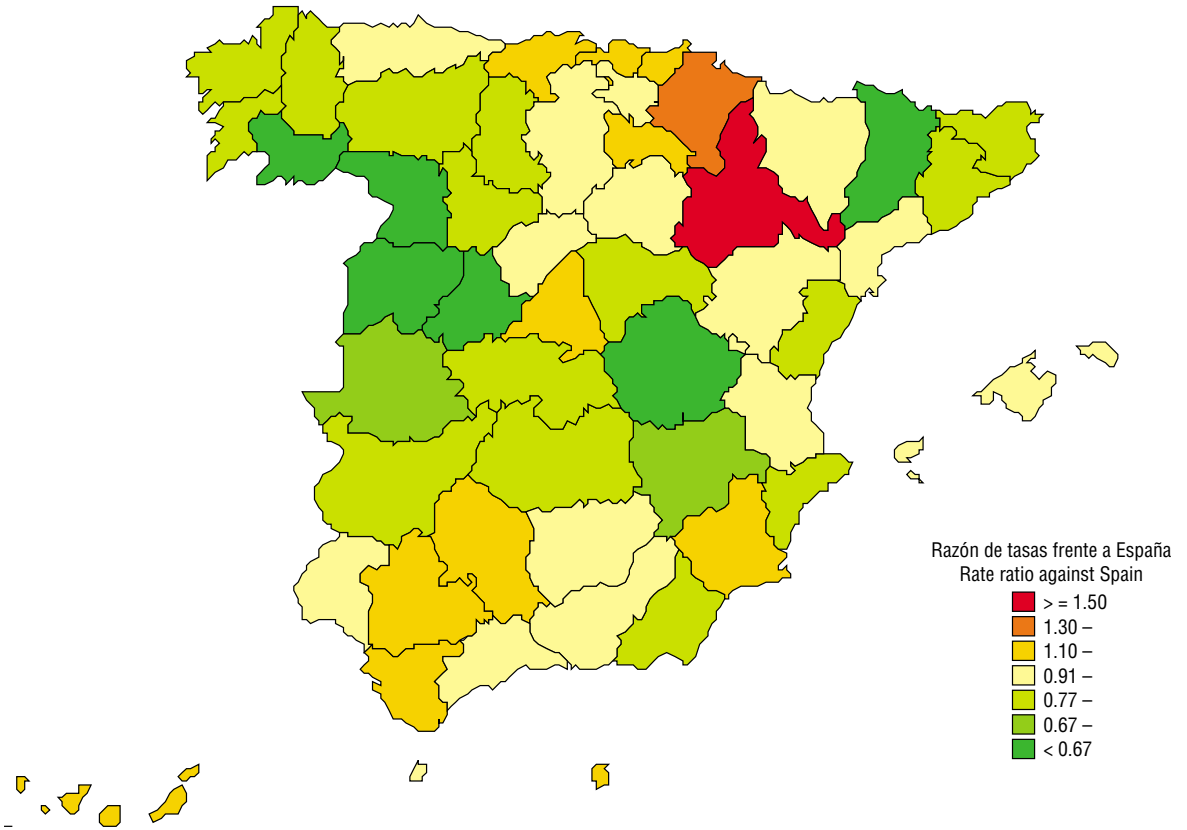 Razón de tasas frente a España
Rate ratio against Spain
> = 1.50
1.30 –
1.10 –
0.91 –
0.77 –
0.67 –
< 0.67